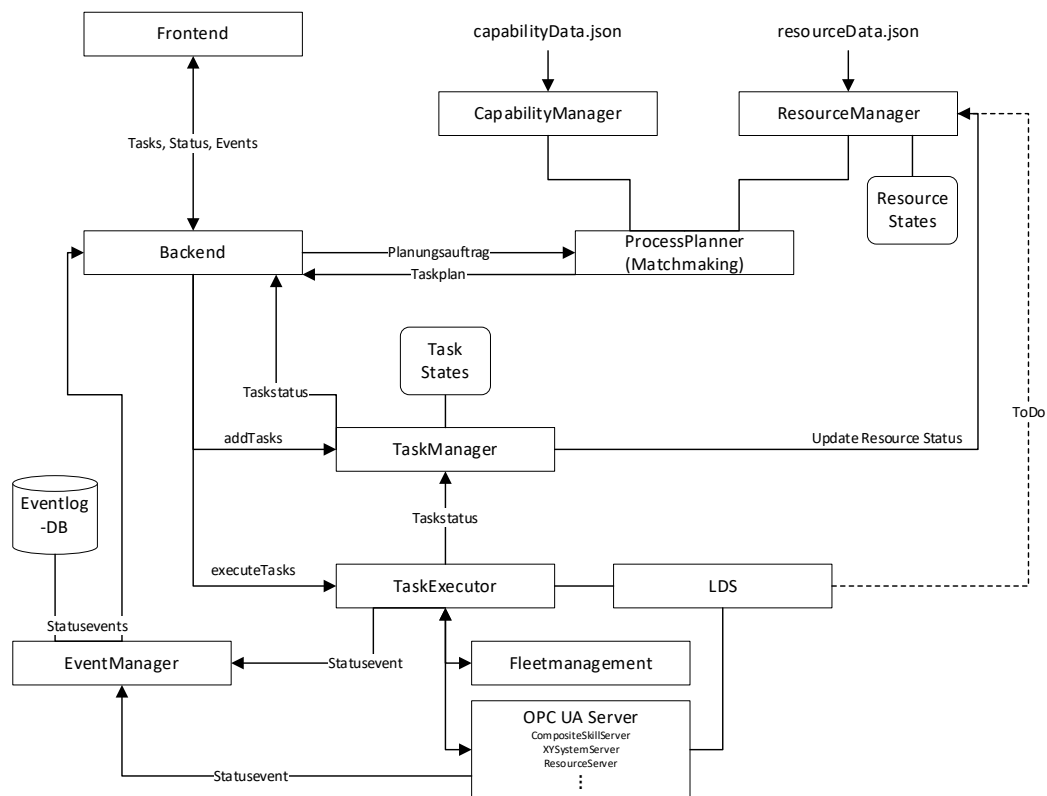 Frontend
capabilityData.json
resourceData.json
CapabilityManager
ResourceManager
Tasks, Status, Events
Resource
States
Backend
Planungsauftrag
Taskplan
ProcessPlanner
(Matchmaking)
Task
States
Taskstatus
ToDo
addTasks
TaskManager
Update Resource Status
Eventlog
-DB
Taskstatus
executeTasks
TaskExecutor
LDS
Statusevents
EventManager
Statusevent
Fleetmanagement
OPC UA Server
CompositeSkillServer
XYSystemServer
ResourceServer
⋮
Statusevent